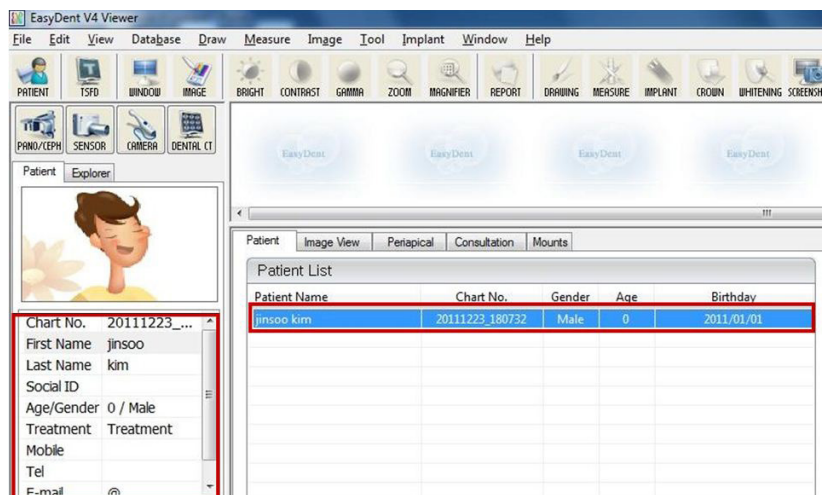 EasyDent V4 Viewer
File Edit View Database Draw Measure Image Tool Implant Window Help
PATIENT TSFD WINDOW IMAGE BRIGHT CONTRAST GAMMA ZOOM MAGNIFIER REPORT DRAWING MEASURE IMPLANT CROWN WHITENING SCREENSH
PANO/CEPH SENSOR CAMERA DENTAL CT
EasyDent EasyDent EasyDent EasyDent
Patient Explorer
Patient Image View Periapical Consultation Mounts
Patient List
Patient Name Chart No. Gender Age Birthday
jinsoo kim 20111223_180732 Male 0 2011/01/01
Chart No. 20111223_...
First Name jinsoo
Last Name kim
Social ID
Age/Gender 0 / Male
Treatment Treatment
Mobile
Tel
E-mail @